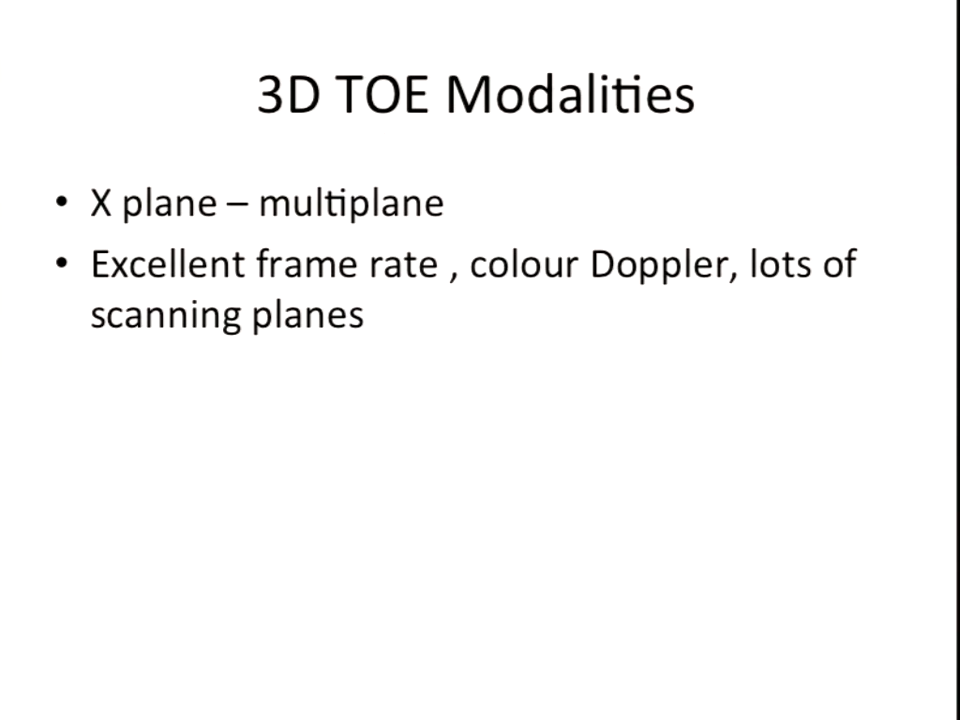 3D TOE Modalities
• X plane – multiplane
• Excellent frame rate , colour Doppler, lots of
scanning planes